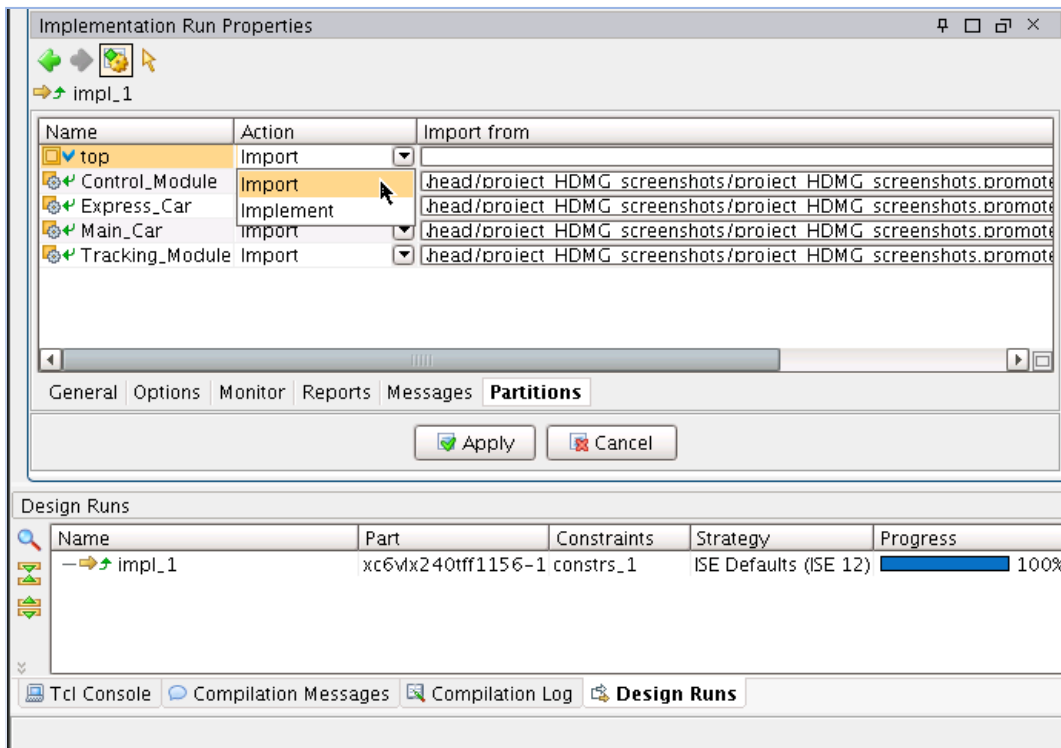 Implementation Run Properties
impl_1
Name Action Import from
top Import
Control_Module Import .head/project_HDMG_screenshots/project_HDMG_screenshots.promote
Express_Car Implement .head/project_HDMG_screenshots/project_HDMG_screenshots.promote
Main_Car Import .head/project_HDMG_screenshots/project_HDMG_screenshots.promote
Tracking_Module Import .head/project_HDMG_screenshots/project_HDMG_screenshots.promote
General Options Monitor Reports Messages Partitions
Apply Cancel
Design Runs
Name Part Constraints Strategy Progress
impl_1 xc6vlx240tff1156-1 constrs_1 ISE Defaults (ISE 12) 100%
Tcl Console Compilation Messages Compilation Log Design Runs